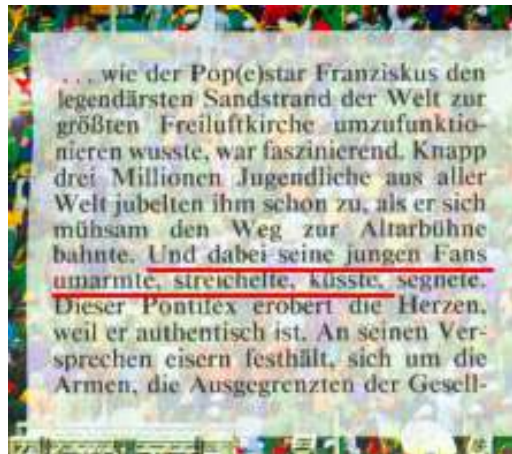 . . . wie der Pop(e)star Franziskus den
legendärsten Sandstrand der Welt zur
größten Freiluftkirche umzufunktio-
nieren wusste, war faszinierend. Knapp
drei Millionen Jugendliche aus aller
Welt jubelten ihm schon zu, als er sich
mühsam den Weg zur Altarbühne
bahnte. Und dabei seine jungen Fans
umarmte, streichelte, küsste, segnete.
Dieser Pontifex erobert die Herzen,
weil er authentisch ist. An seinen Ver-
sprechen eisern festhält, sich um die
Armen, die Ausgegrenzten der Gesell-